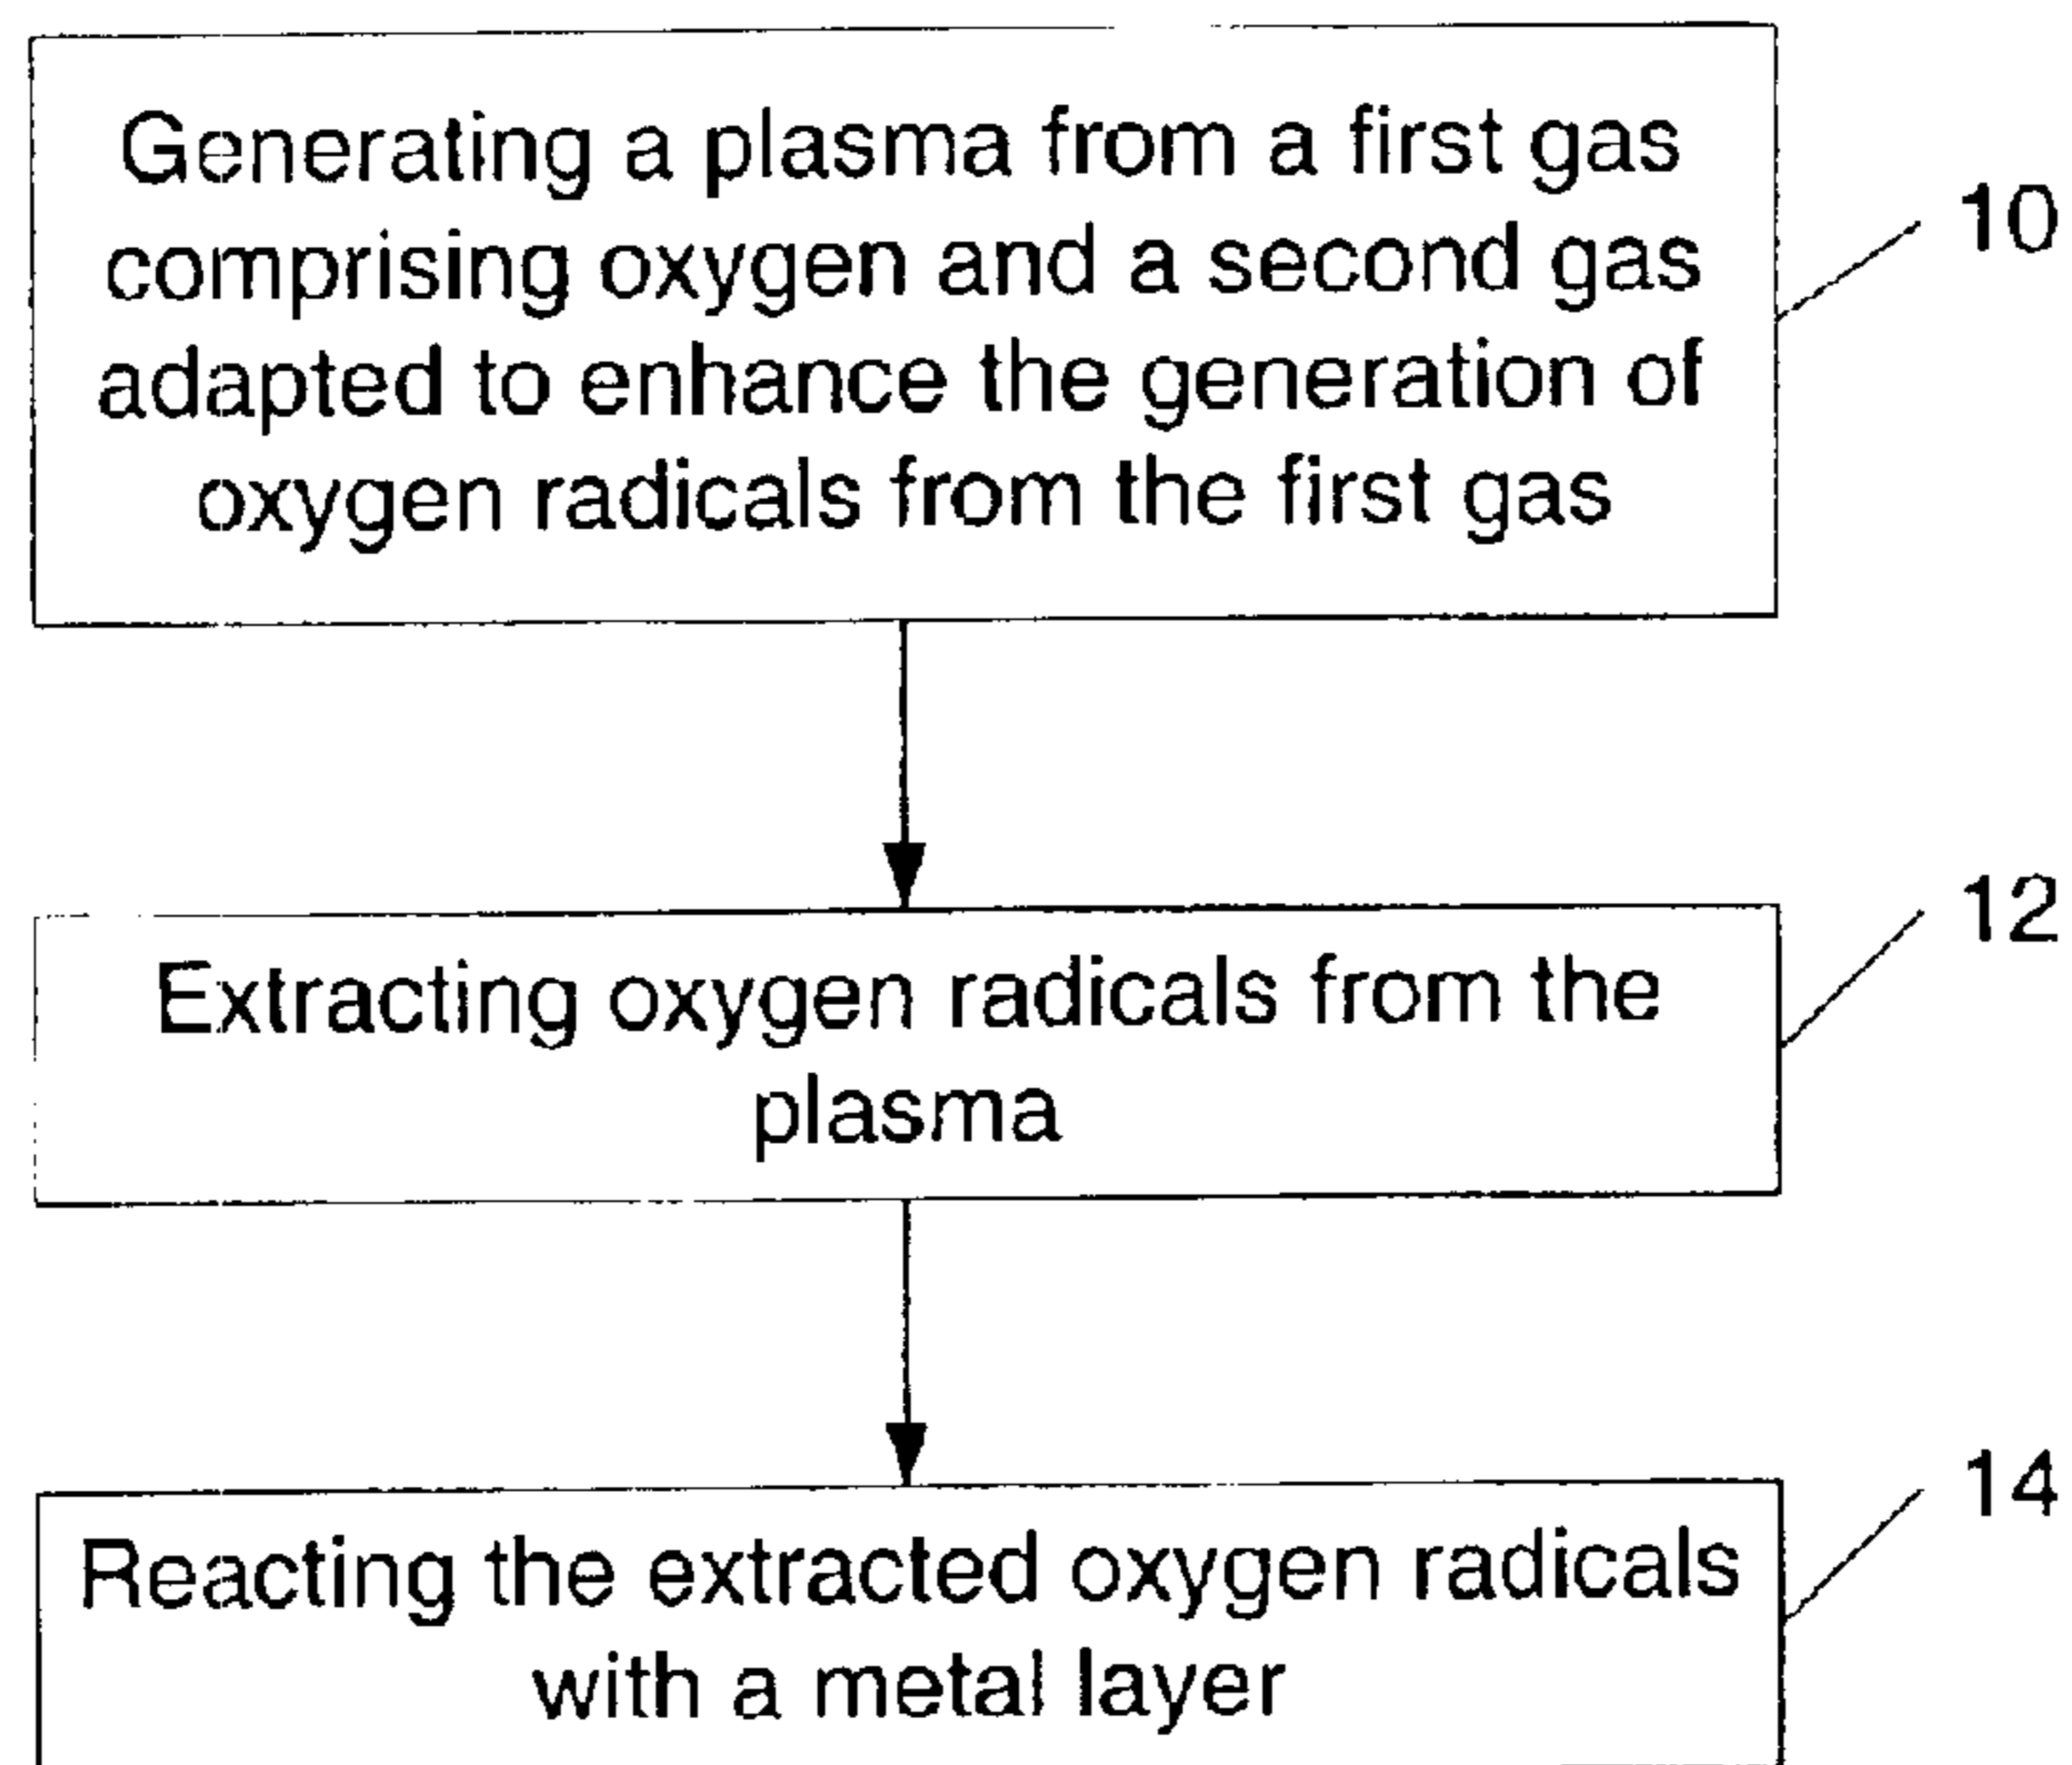 Generating a plasma from a first gas
comprising oxygen and a second gas
adapted to enhance the generation of
oxygen radicals from the first gas
10
Extracting oxygen radicals from the
plasma
12
Reacting the extracted oxygen radicals
with a metal layer
14